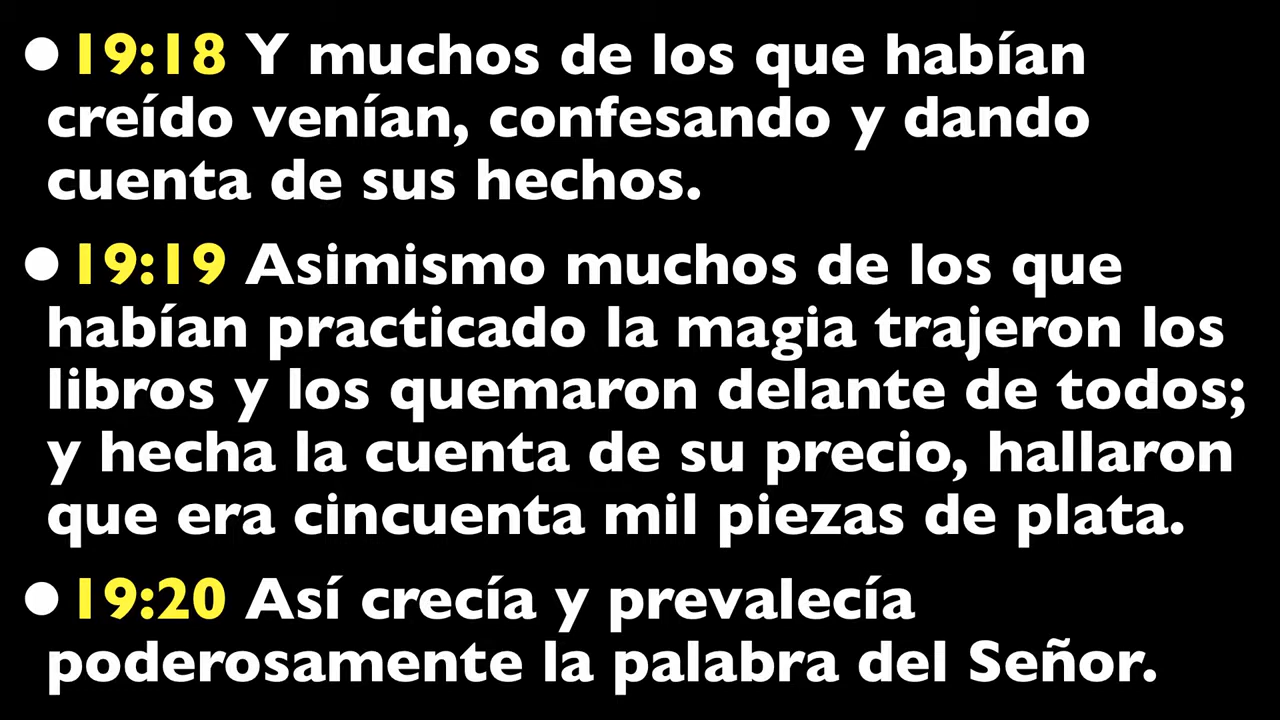 ●19:18 Y muchos de los que habían
creído venían, confesando y dando
cuenta de sus hechos.
●19:19 Asimismo muchos de los que
habían practicado la magia trajeron los
libros y los quemaron delante de todos;
y hecha la cuenta de su precio, hallaron
que era cincuenta mil piezas de plata.
●19:20 Así crecía y prevalecía
poderosamente la palabra del Señor.